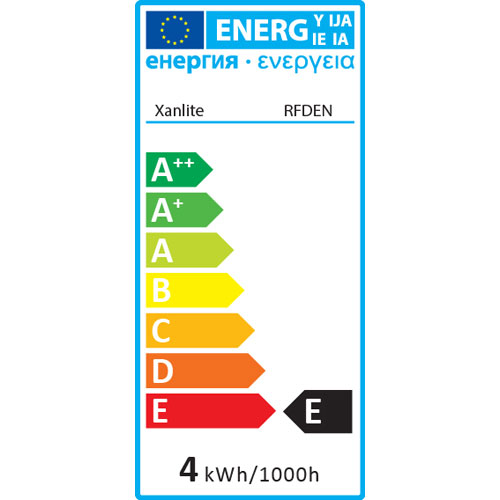 ENERG Y IJA
IE IA
енергия · ενεργεια
Xanlite RFDEN
A++
A+
A
B
C
D
E E
4 kWh/1000h